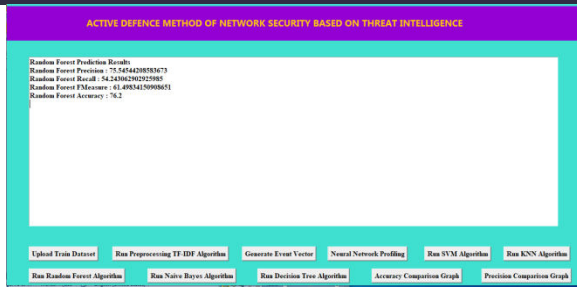 ACTIVE DEFENCE METHOD OF NETWORK SECURITY BASED ON THREAT INTELLIGENCE
Random Forest Prediction Results
Random Forest Precision : 75.54544208583673
Random Forest Recall : 54.243062902925985
Random Forest FMeasure : 61.49834150908651
Random Forest Accuracy : 76.2
Upload Train Dataset Run Preprocessing TF-IDF Algorithm Generate Event Vector Neural Network Profiling Run SVM Algorithm Run KNN Algorithm
Run Random Forest Algorithm Run Naive Bayes Algorithm Run Decision Tree Algorithm Accuracy Comparison Graph Precision Comparison Graph